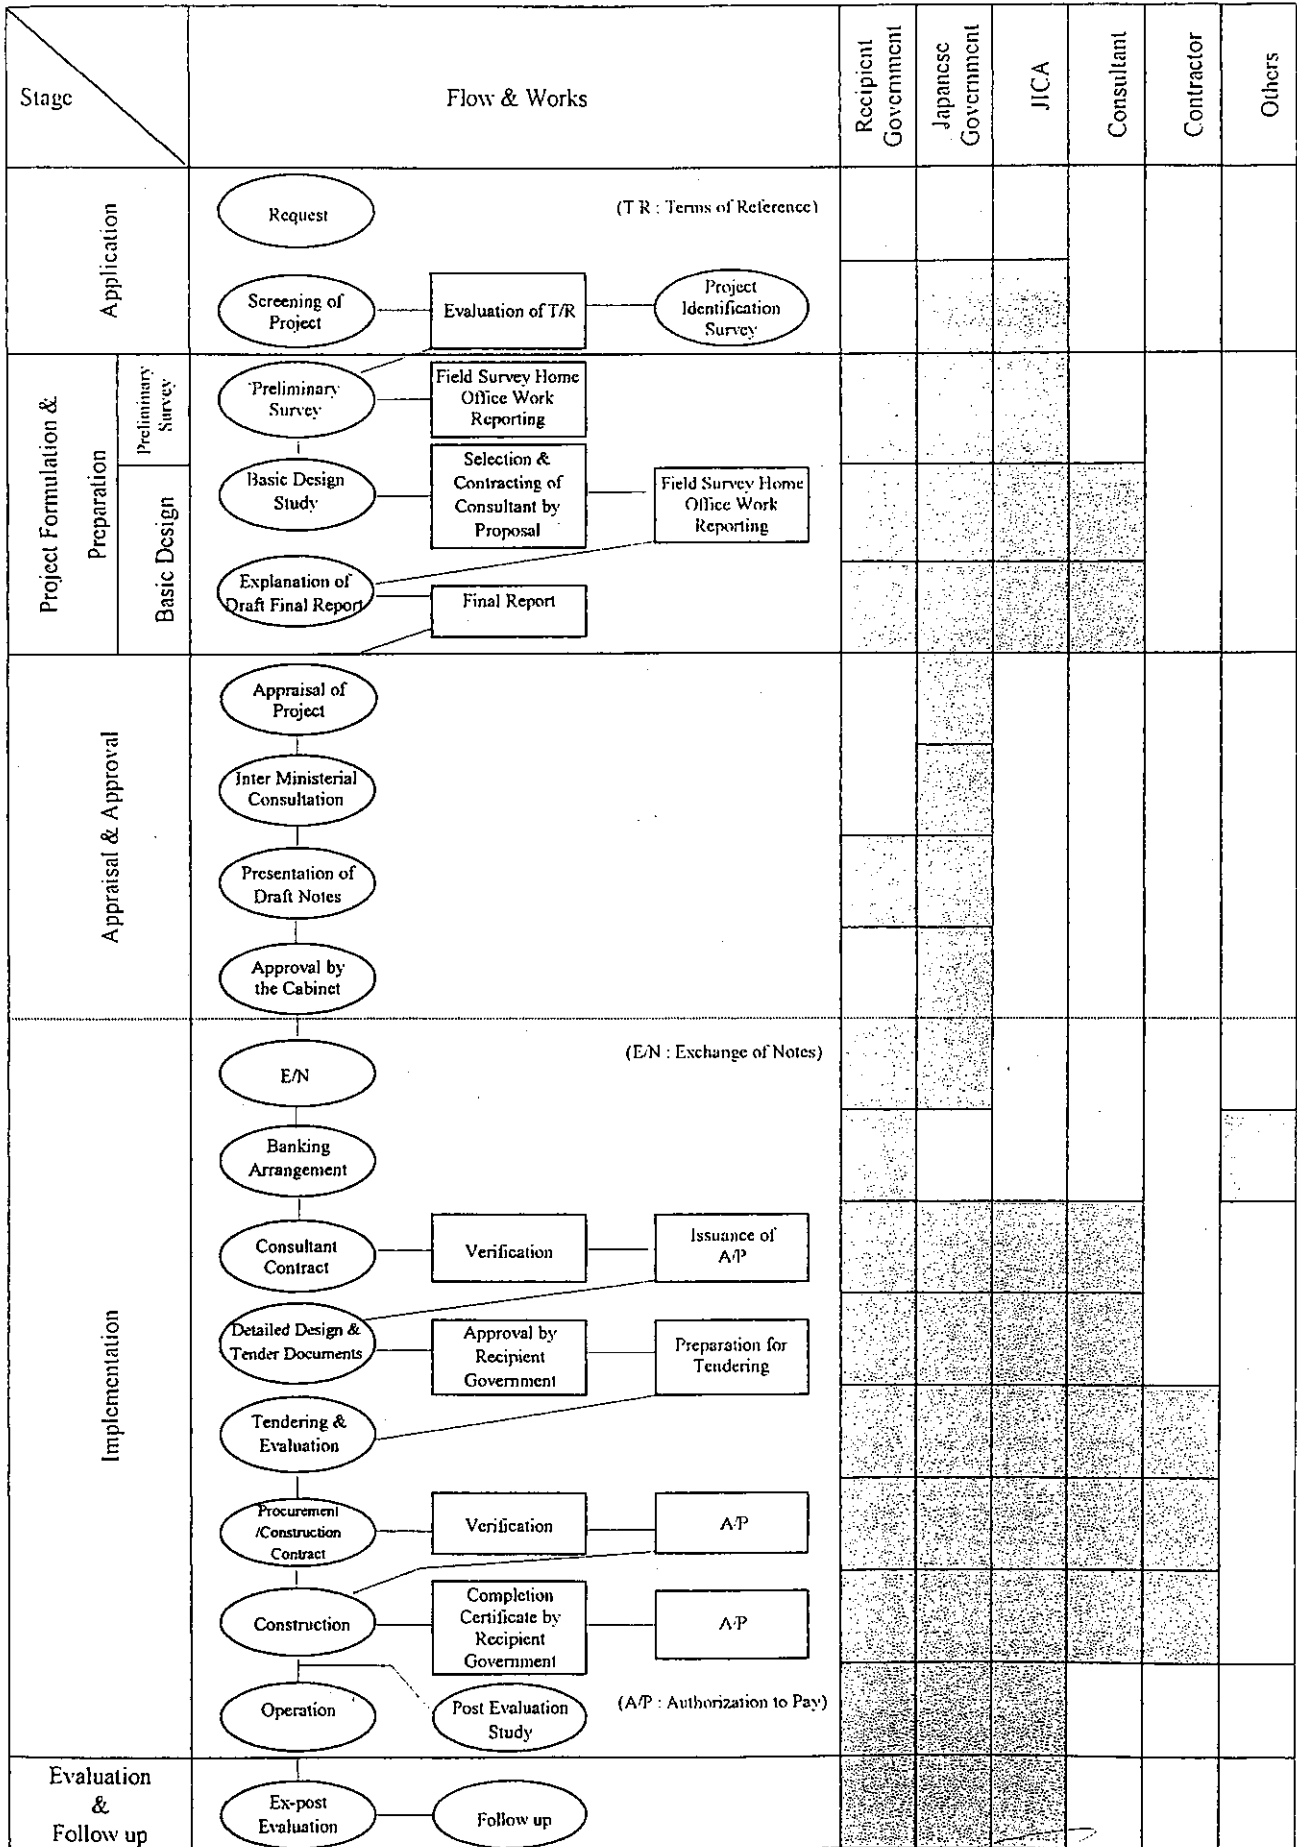 Stage
Flow & Works
Recipient
Government
Japanese
Government
JICA
Consultant
Contractor
Others
Application
Request
(T R : Terms of Reference)
Screening of
Project
Evaluation of T/R
Project
Identification
Survey
Project Formulation &
Preparation
Preliminary
Survey
Preliminary
Survey
Field Survey Home
Office Work
Reporting
Basic Design
Basic Design
Study
Selection &
Contracting of
Consultant by
Proposal
Field Survey Home
Office Work
Reporting
Explanation of
Draft Final Report
Final Report
Appraisal & Approval
Appraisal of
Project
Inter Ministerial
Consultation
Presentation of
Draft Notes
Approval by
the Cabinet
Implementation
E/N
(E/N : Exchange of Notes)
Banking
Arrangement
Consultant
Contract
Verification
Issuance of
A/P
Detailed Design &
Tender Documents
Approval by
Recipient
Government
Preparation for
Tendering
Tendering &
Evaluation
Procurement
/Construction
Contract
Verification
A/P
Construction
Completion
Certificate by
Recipient
Government
A/P
Operation
Post Evaluation
Study
(A/P : Authorization to Pay)
Evaluation
&
Follow up
Ex-post
Evaluation
Follow up